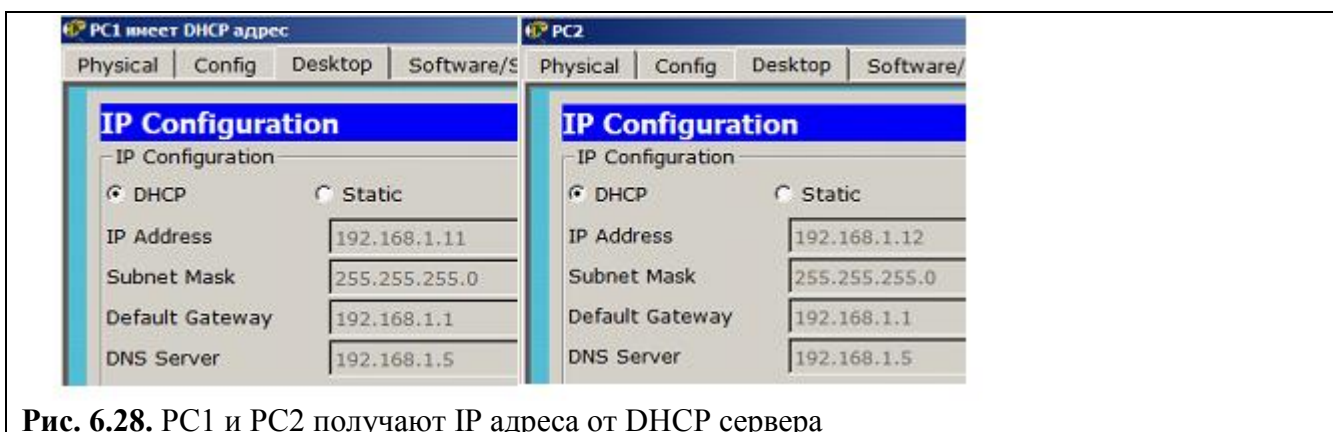 PC1 имеет DHCP адрес
Physical Config Desktop Software/S
IP Configuration
IP Configuration
DHCP Static
IP Address 192.168.1.11
Subnet Mask 255.255.255.0
Default Gateway 192.168.1.1
DNS Server 192.168.1.5
PC2
Physical Config Desktop Software/
IP Configuration
IP Configuration
DHCP Static
IP Address 192.168.1.12
Subnet Mask 255.255.255.0
Default Gateway 192.168.1.1
DNS Server 192.168.1.5
Рис. 6.28. PC1 и PC2 получают IP адреса от DHCP сервера